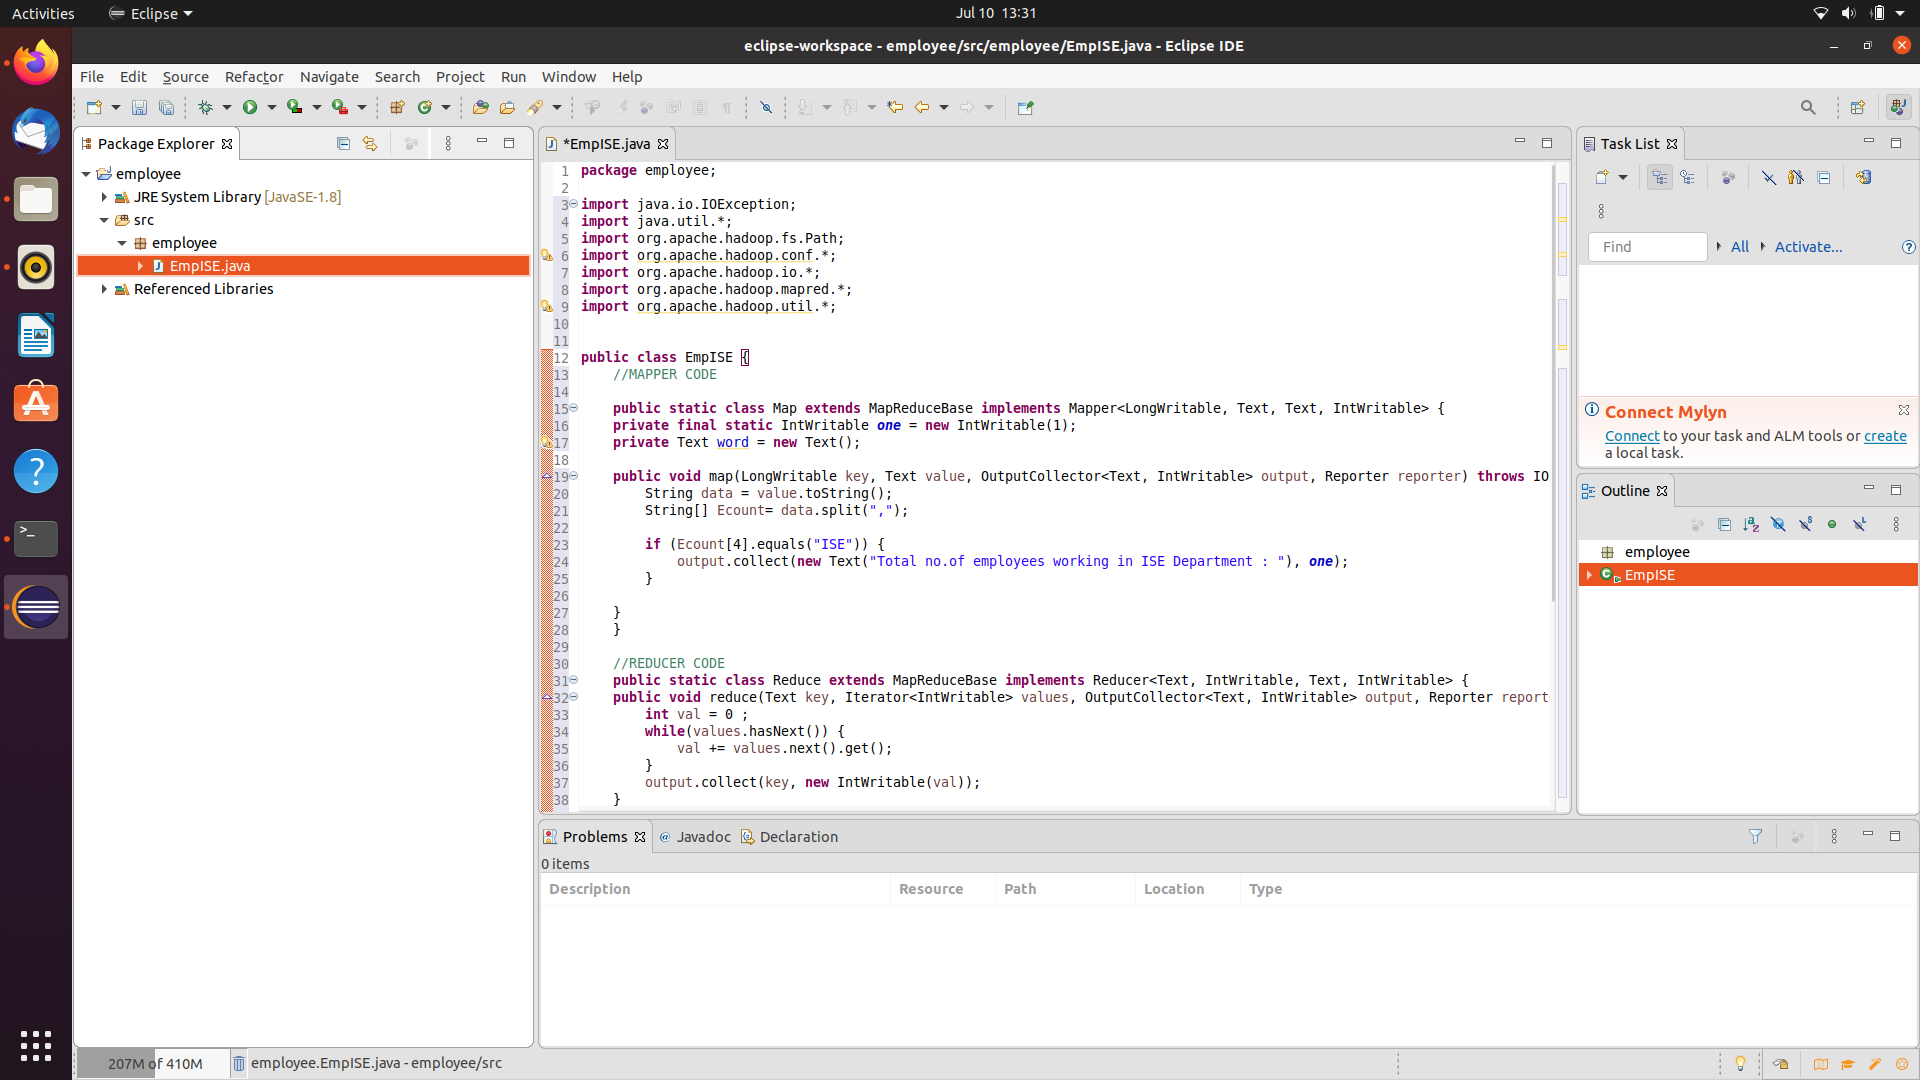 Activities
Eclipse
Jul 10 13:31
eclipse-workspace - employee/src/employee/EmpISE.java - Eclipse IDE
File Edit Source Refactor Navigate Search Project Run Window Help
Package Explorer
employee
JRE System Library [JavaSE-1.8]
src
employee
EmpISE.java
Referenced Libraries
*EmpISE.java
1 package employee;
2
3 import java.io.IOException;
4 import java.util.*;
5 import org.apache.hadoop.fs.Path;
6 import org.apache.hadoop.conf.*;
7 import org.apache.hadoop.io.*;
8 import org.apache.hadoop.mapred.*;
9 import org.apache.hadoop.util.*;
10
11
12 public class EmpISE {
13 //MAPPER CODE
14
15 public static class Map extends MapReduceBase implements Mapper<LongWritable, Text, Text, IntWritable> {
16 private final static IntWritable one = new IntWritable(1);
17 private Text word = new Text();
18
19 public void map(LongWritable key, Text value, OutputCollector<Text, IntWritable> output, Reporter reporter) throws IO
20 String data = value.toString();
21 String[] Ecount= data.split(",");
22
23 if (Ecount[4].equals("ISE")) {
24 output.collect(new Text("Total no.of employees working in ISE Department : "), one);
25 }
26
27 }
28 }
29
30 //REDUCER CODE
31 public static class Reduce extends MapReduceBase implements Reducer<Text, IntWritable, Text, IntWritable> {
32 public void reduce(Text key, Iterator<IntWritable> values, OutputCollector<Text, IntWritable> output, Reporter report
33 int val = 0 ;
34 while(values.hasNext()) {
35 val += values.next().get();
36 }
37 output.collect(key, new IntWritable(val));
38 }
Task List
Find
All
Activate...
Connect Mylyn
Connect to your task and ALM tools or create
a local task.
Outline
employee
EmpISE
Problems
Javadoc
Declaration
0 items
Description Resource Path Location Type
207M of 410M
employee.EmpISE.java - employee/src